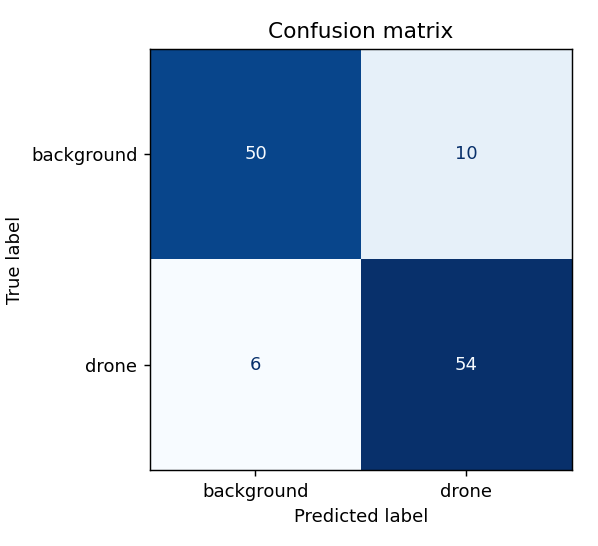 Confusion matrix
True label
background
50
10
drone
6
54
background
drone
Predicted label